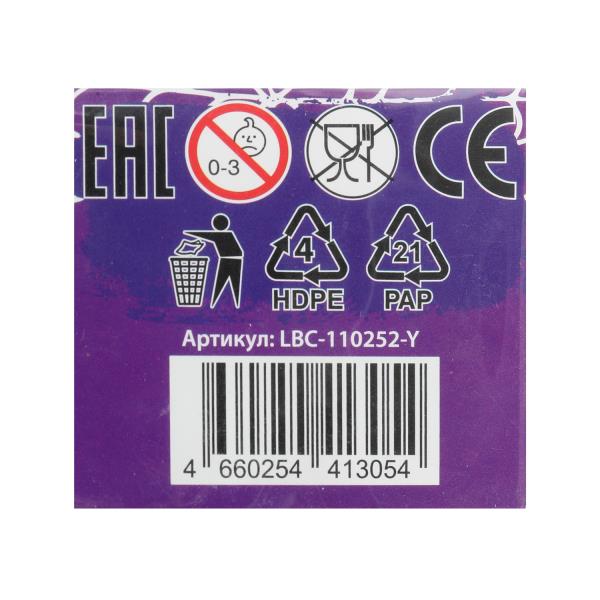 EAC 0-3 CE
4 21
HDPE PAP
Артикул: LBC-110252-Y
4 660254 413054